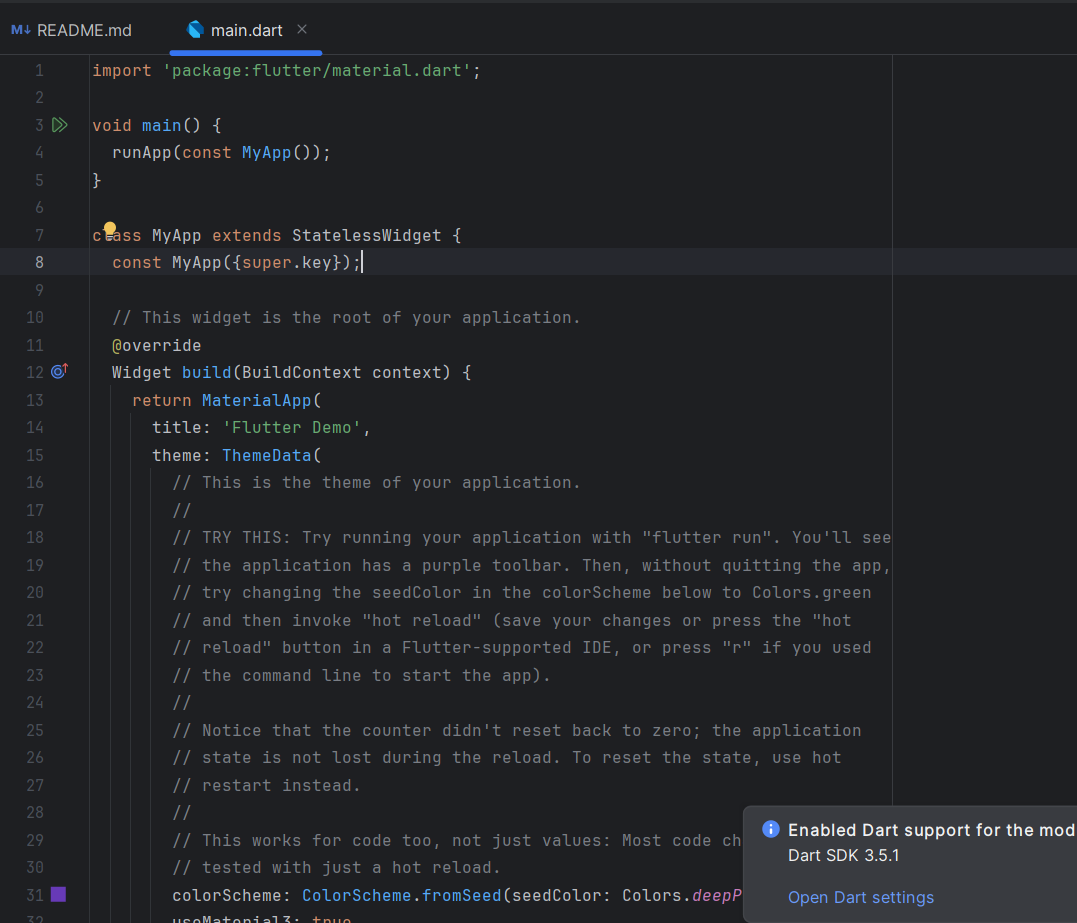 M↓ README.md
main.dart ×
1 import 'package:flutter/material.dart';
2
3 void main() {
4 runApp(const MyApp());
5 }
6
7 class MyApp extends StatelessWidget {
8 const MyApp({super.key});
9
10 // This widget is the root of your application.
11 @override
12 Widget build(BuildContext context) {
13 return MaterialApp(
14 title: 'Flutter Demo',
15 theme: ThemeData(
16 // This is the theme of your application.
17 //
18 // TRY THIS: Try running your application with "flutter run". You'll see
19 // the application has a purple toolbar. Then, without quitting the app,
20 // try changing the seedColor in the colorScheme below to Colors.green
21 // and then invoke "hot reload" (save your changes or press the "hot
22 // reload" button in a Flutter-supported IDE, or press "r" if you used
23 // the command line to start the app).
24 //
25 // Notice that the counter didn't reset back to zero; the application
26 // state is not lost during the reload. To reset the state, use hot
27 // restart instead.
28 //
29 // This works for code too, not just values: Most code ch
30 // tested with just a hot reload.
31 colorScheme: ColorScheme.fromSeed(seedColor: Colors.deepP
32 useMaterial3: true
Enabled Dart support for the mod
Dart SDK 3.5.1
Open Dart settings